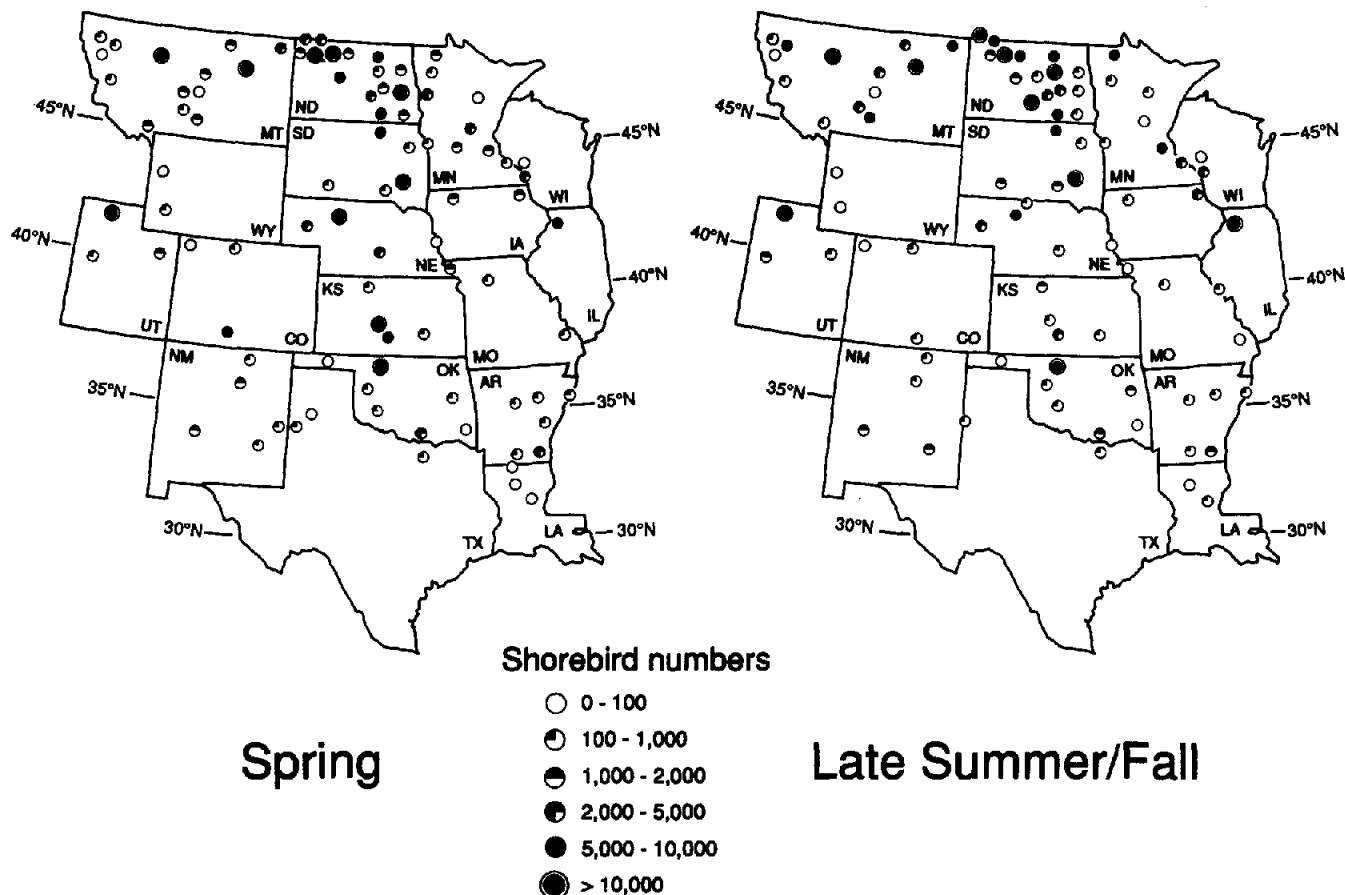 45°N
MT
ND
SD
MN
WI
45°N
WY
IA
NE
40°N
40°N
UT
CO
KS
MO
IL
NM
OK
AR
35°N
35°N
30°N
TX
LA
30°N
45°N
MT
ND
SD
MN
WI
45°N
WY
IA
NE
40°N
40°N
UT
CO
KS
MO
IL
NM
OK
AR
35°N
35°N
30°N
TX
LA
30°N
Shorebird numbers
0 - 100
100 - 1,000
1,000 - 2,000
2,000 - 5,000
5,000 - 10,000
> 10,000
Spring
Late Summer/Fall